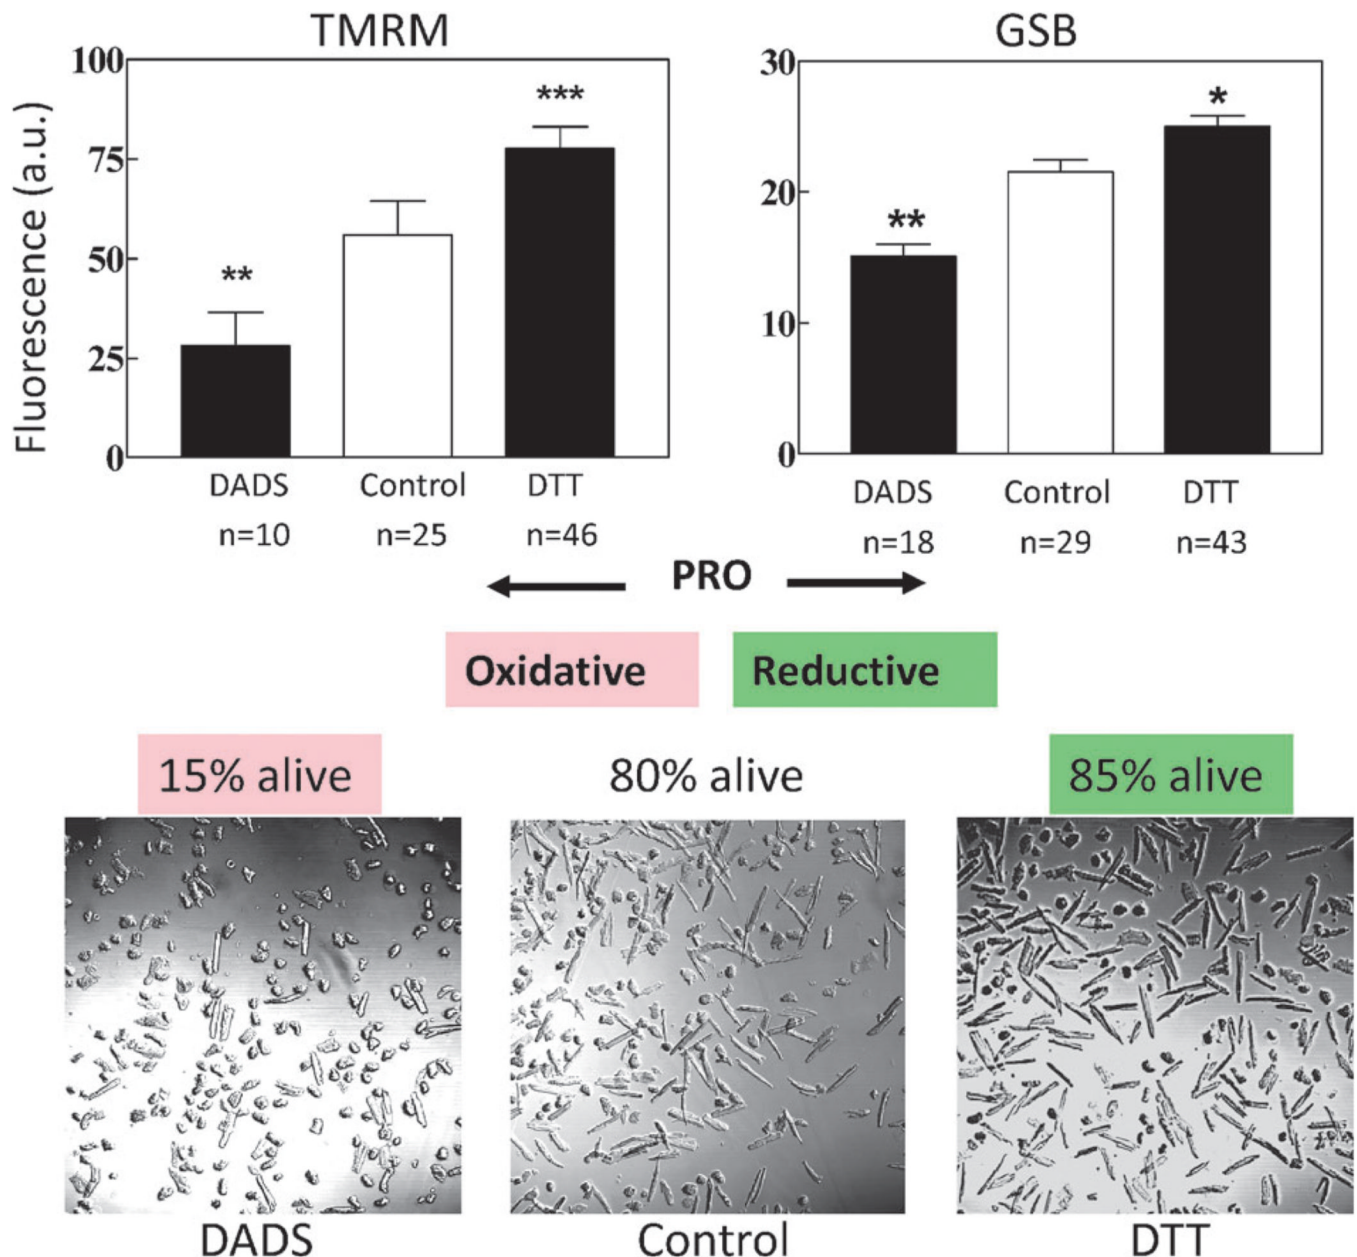 TMRM
GSB
Fluorescence (a.u.)
100
75
50
25
0
**
***
DADS Control DTT
n=10 n=25 n=46
30
20
10
0
**
*
DADS Control DTT
n=18 n=29 n=43
PRO
Oxidative Reductive
15% alive 80% alive 85% alive
DADS Control DTT